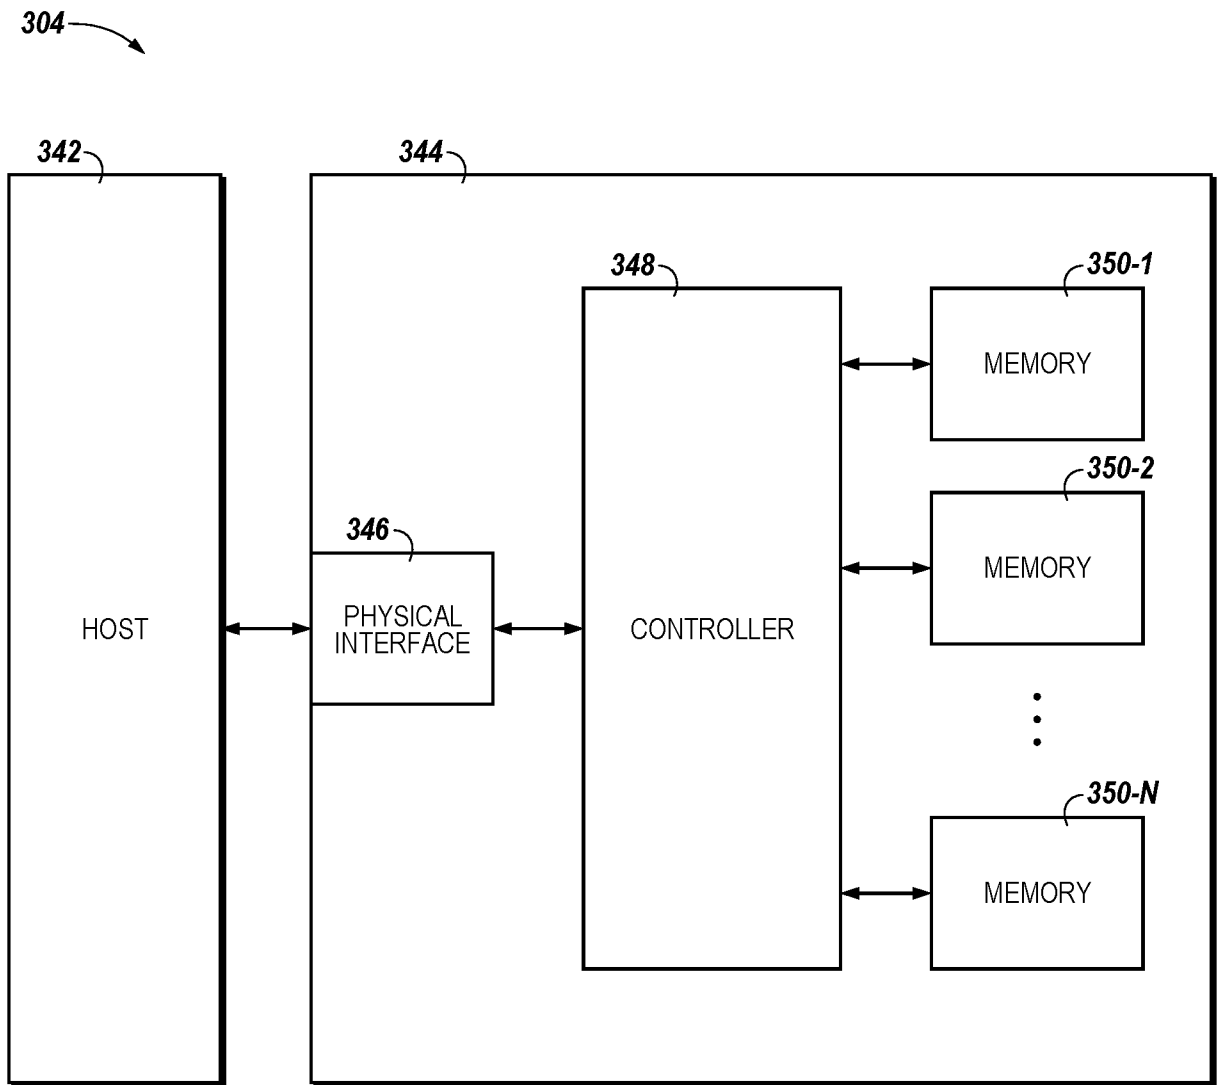 304
342
344
348
350-1
MEMORY
350-2
MEMORY
346
PHYSICAL
INTERFACE
HOST
CONTROLLER
350-N
MEMORY